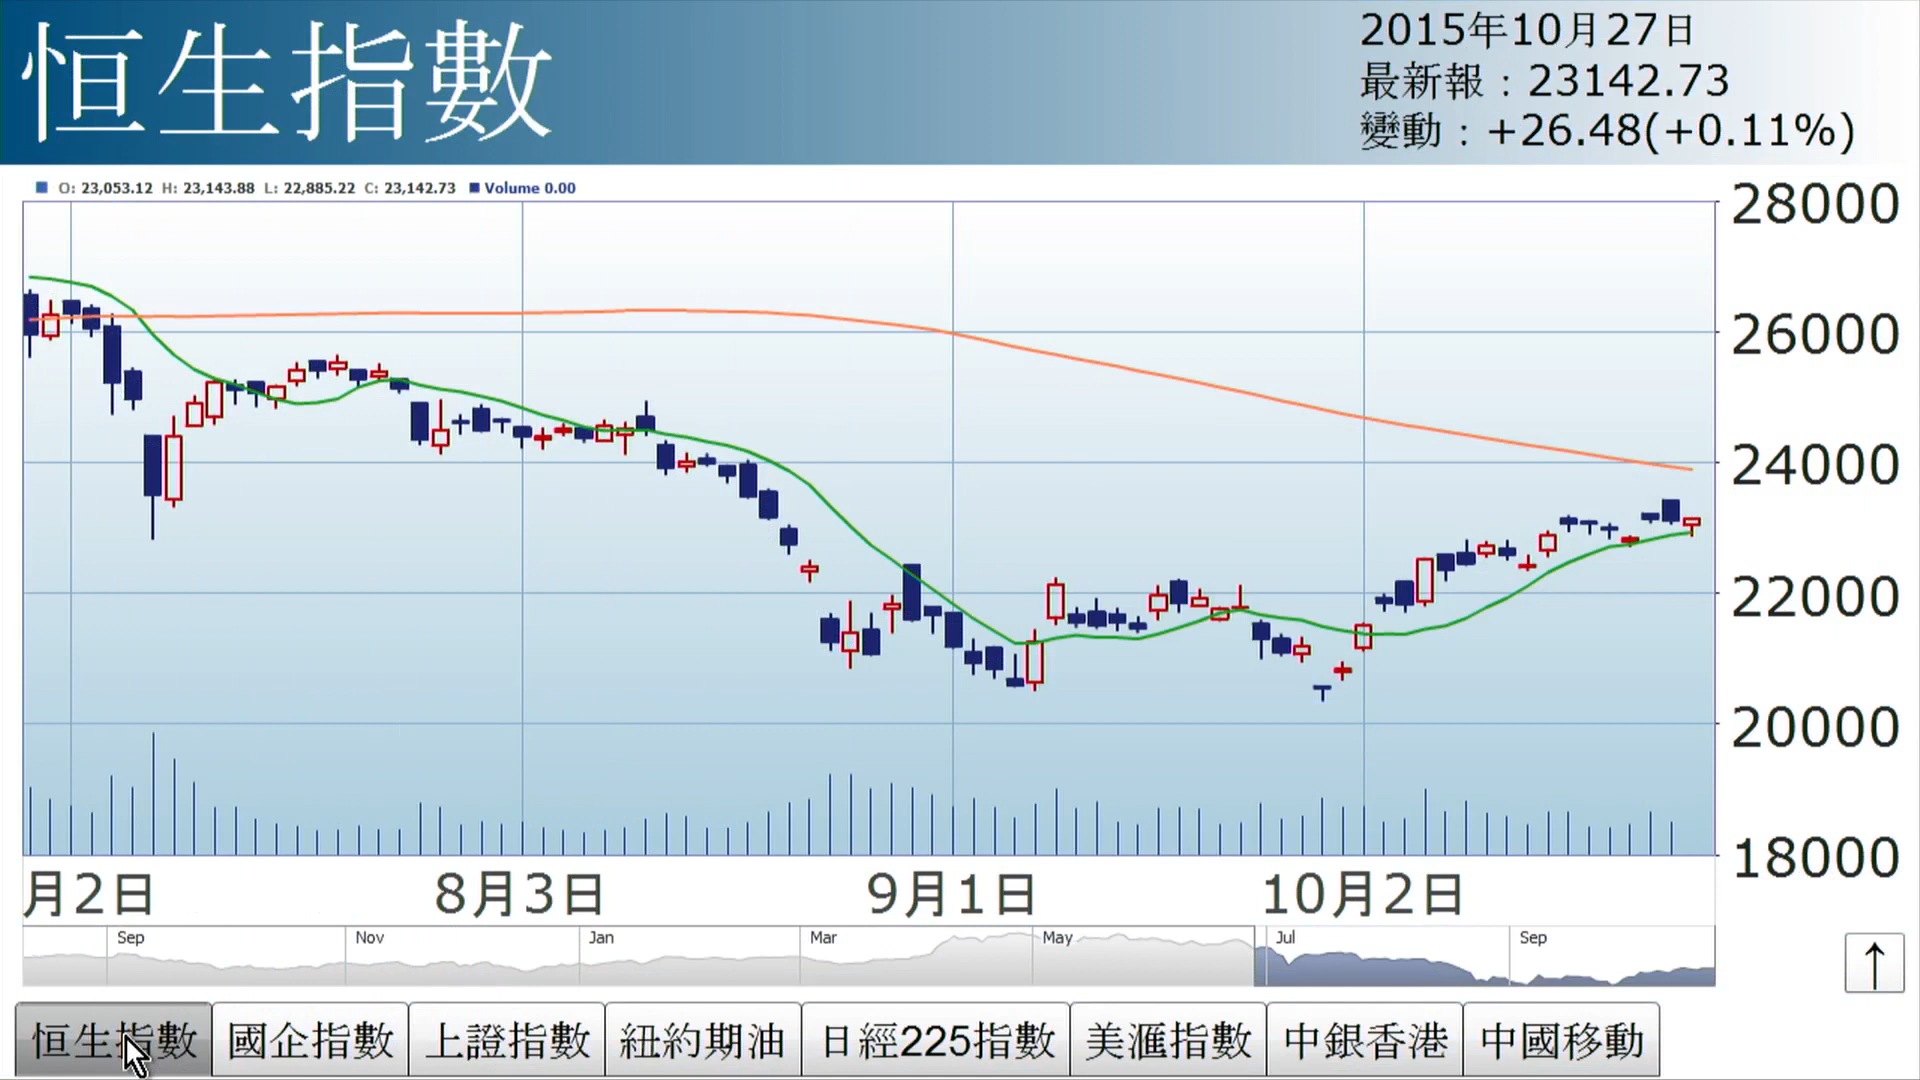 恒生指數
2015年10月27日
最新報：23142.73
變動：+26.48(+0.11%)
O: 23,053.12 H: 23,143.88 L: 22,885.22 C: 23,142.73 Volume 0.00
28000
26000
24000
22000
20000
18000
月2日 8月3日 9月1日 10月2日
Sep Nov Jan Mar May Jul Sep
↑
恒生指數 國企指數 上證指數 紐約期油 日經225指數 美滙指數 中銀香港 中國移動